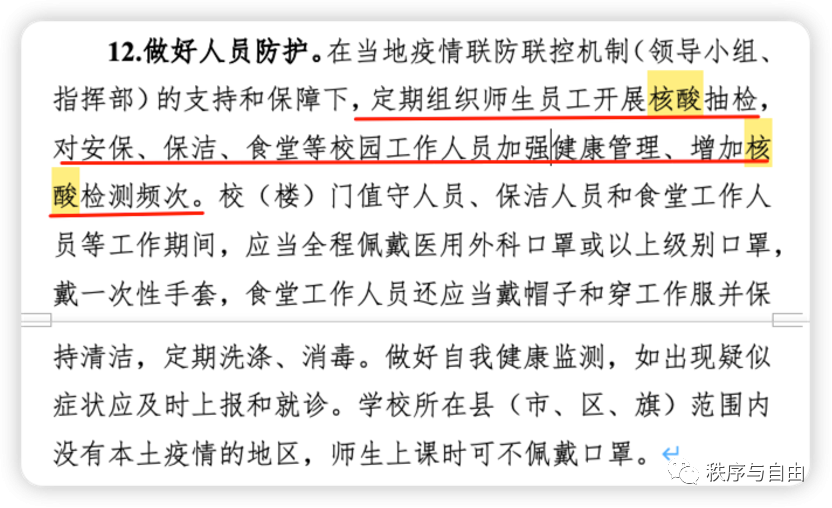 12.做好人员防护。在当地疫情联防联控机制（领导小组、
指挥部）的支持和保障下，定期组织师生员工开展核酸抽检，
对安保、保洁、食堂等校园工作人员加强健康管理、增加核
酸检测频次。校（楼）门值守人员、保洁人员和食堂工作人
员等工作期间，应当全程佩戴医用外科口罩或以上级别口罩，
戴一次性手套，食堂工作人员还应当戴帽子和穿工作服并保
持清洁，定期洗涤、消毒。做好自我健康监测，如出现疑似
症状应及时上报和就诊。学校所在县（市、区、旗）范围内
没有本土疫情的地区，师生上课时可不佩戴口罩。
秩序与自由